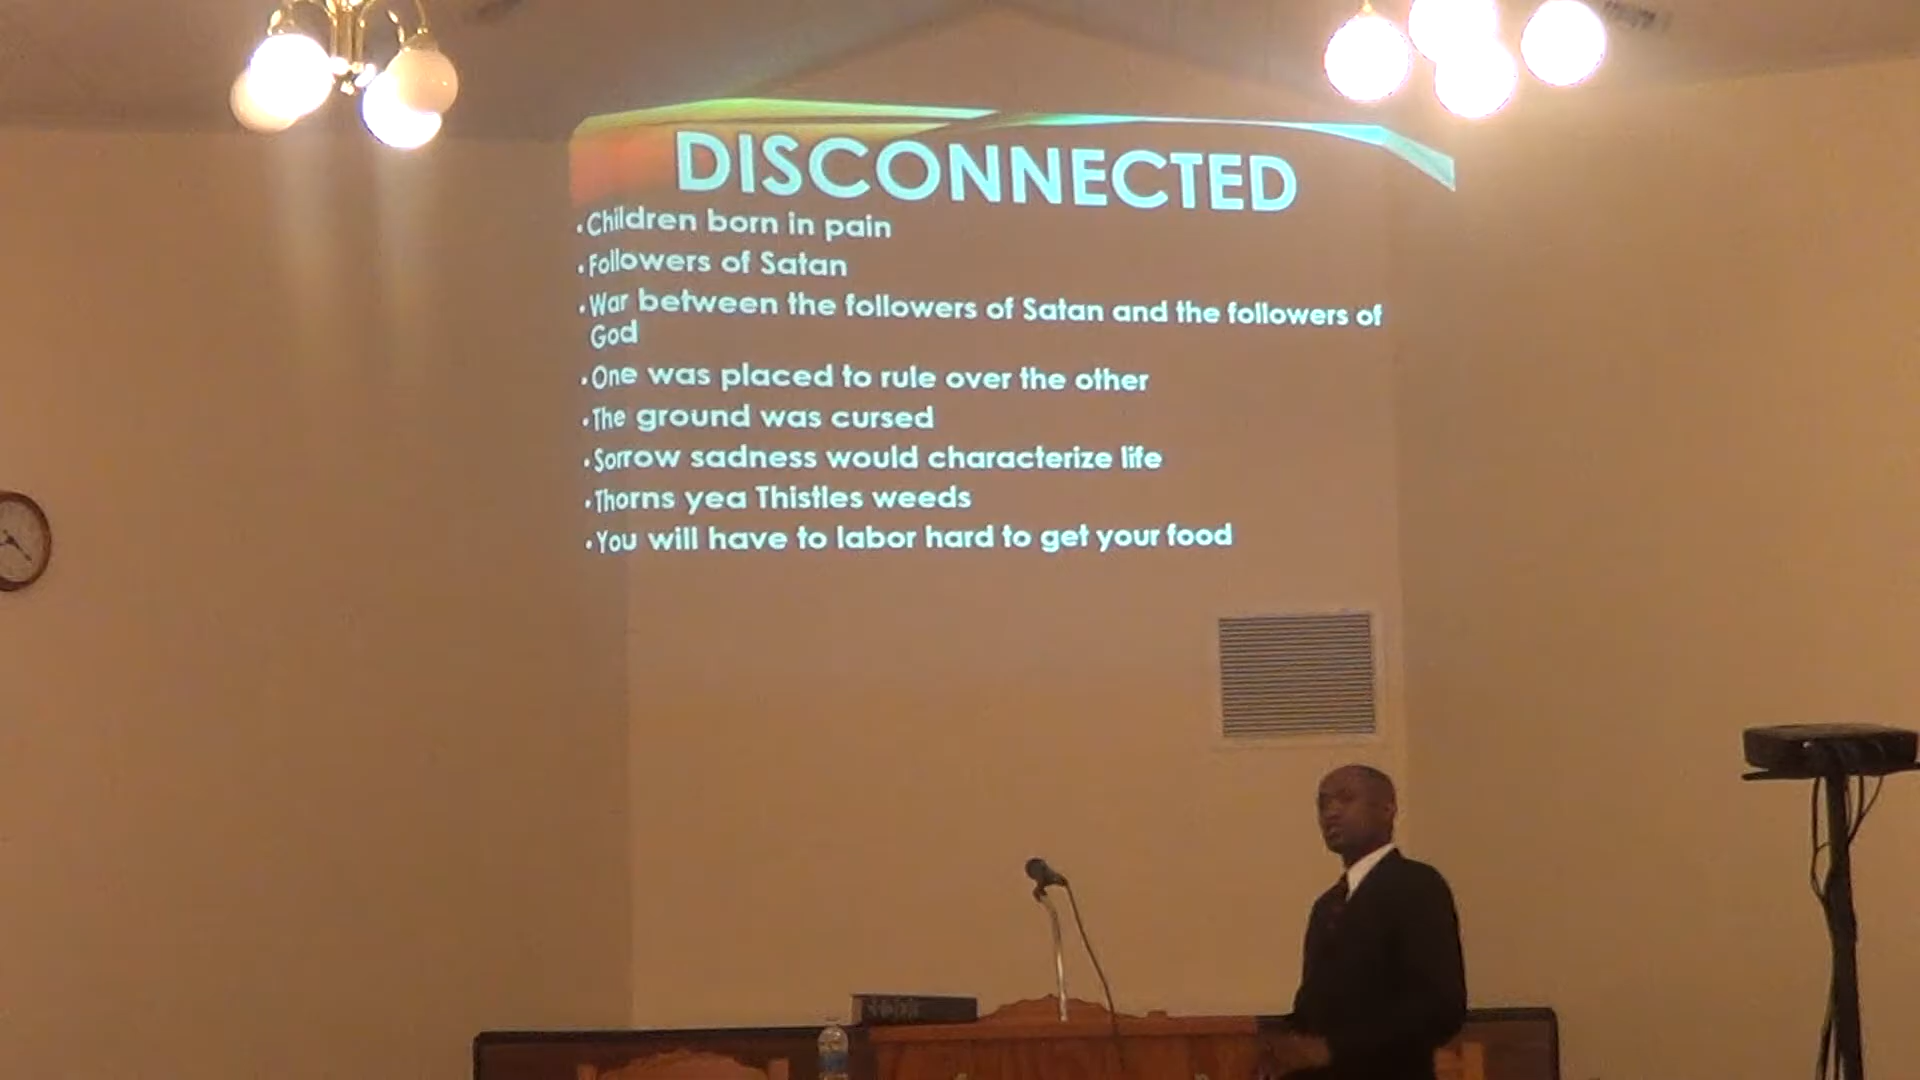 DISCONNECTED
•Children born in pain
•Followers of Satan
•War between the followers of Satan and the followers of
God
•One was placed to rule over the other
•The ground was cursed
•Sorrow sadness would characterize life
•Thorns yea Thistles weeds
•You will have to labor hard to get your food